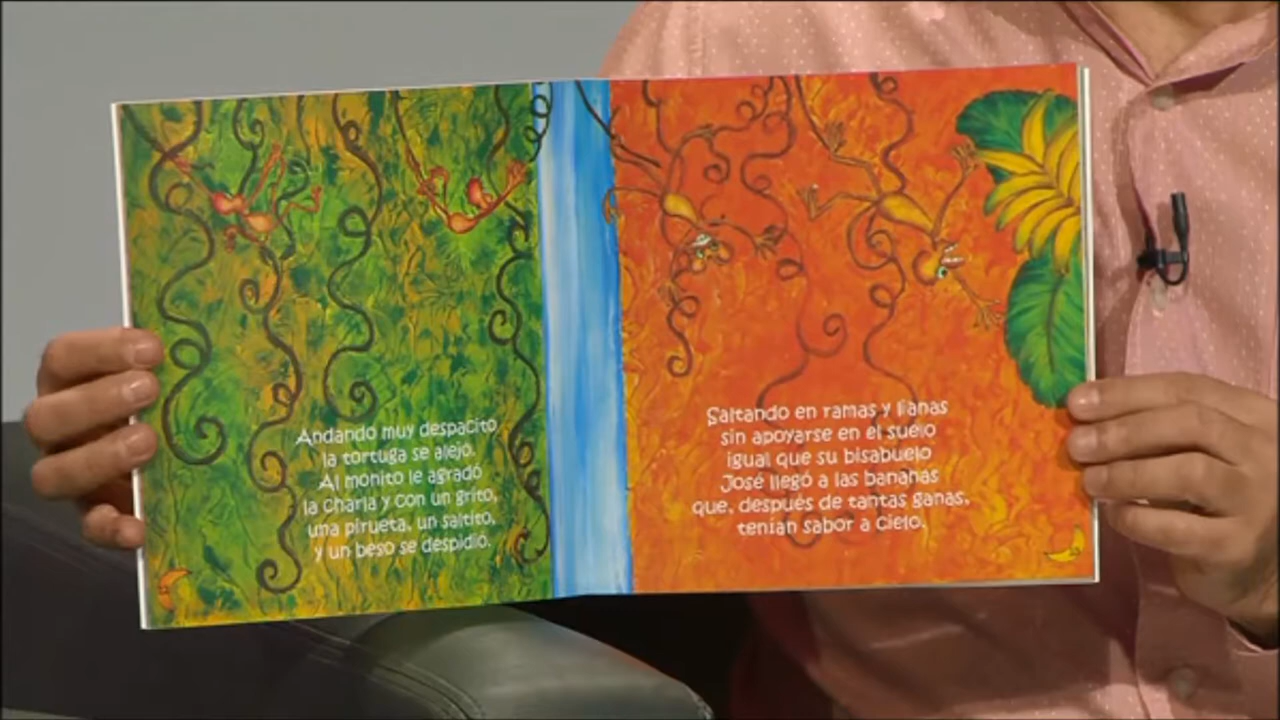 Andando muy despacito
la tortuga se alejó.
Al monito le agradó
la charla y con un grito,
una pirueta, un saltito,
y un beso se despidió.
Saltando en ramas y lianas
sin apoyarse en el suelo
igual que su bisabuelo
José llegó a las bananas
que, después de tantas ganas,
tenían sabor a cielo.